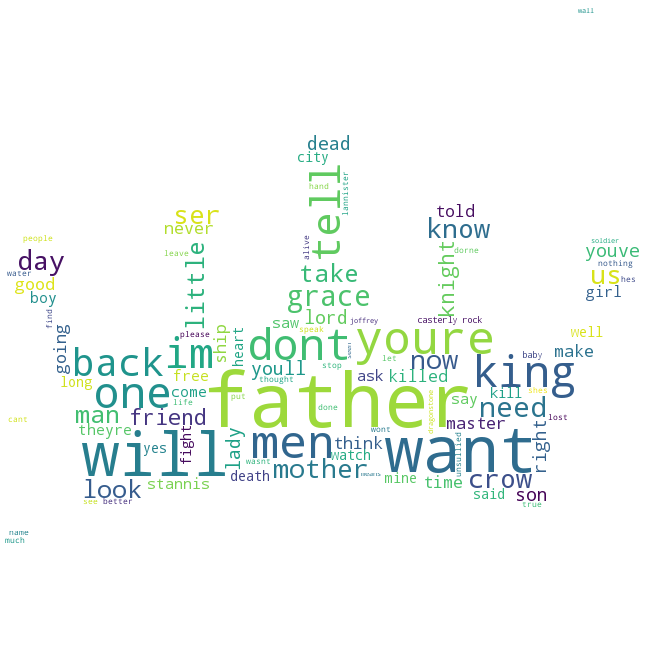 wall
dead
city
tell
hand
lannister
ser
never
told
know
alive
leave
little
dorne
knight
people
day
water
good
boy
find
soldier
youve
nothing
us
hes
girl
take
grace
lord
saw
speak
joffrey
casterly rock
please
ship
heart
going
well
make
dont
youre
now
let
soon
stop
baby
back
im
youll
thought
ask
killed
king
kill
shes
long
free
come
life
one
put
father
done
dragonstone
say
need
lost
man
friend
master
cant
theyre
fight
will
yes
lady
men
think
wont
want
right
wasnt
watch
unsullied
look
stannis
death
mother
mine
time
crow
said
son
see
better
true
name
much